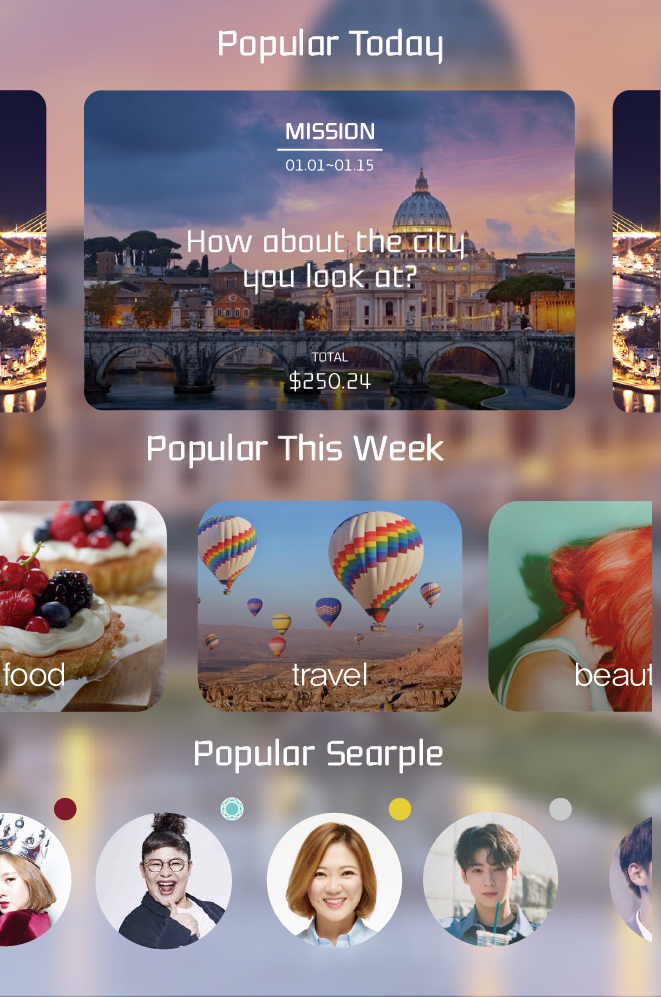 Popular Today
MISSION
01.01~01.15
How about the city
you look at?
TOTAL
$250.24
Popular This Week
food
travel
beaut
Popular Searple